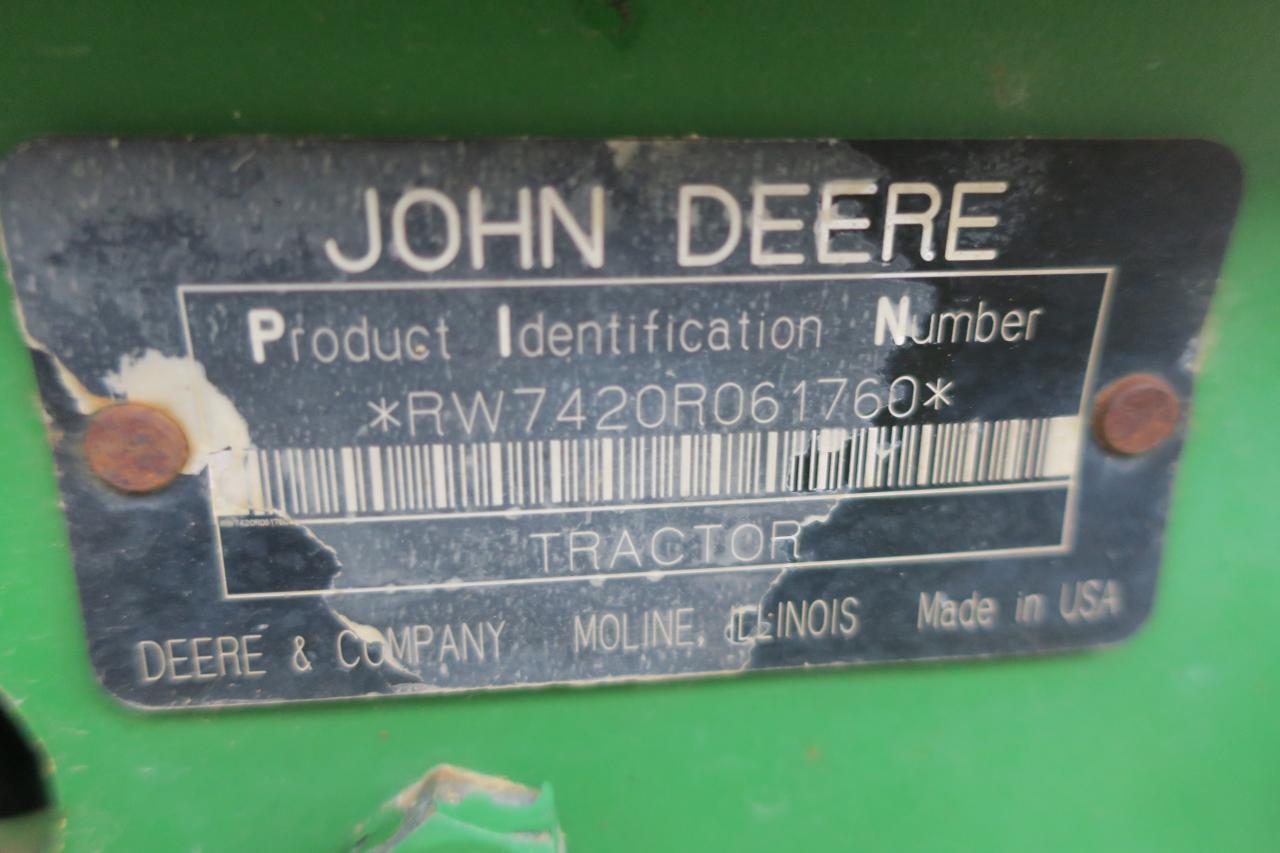 JOHN DEERE
Product Identification Number
*RW7420R061760*
TRACTOR
DEERE & COMPANY MOLINE, ILLINOIS Made in USA